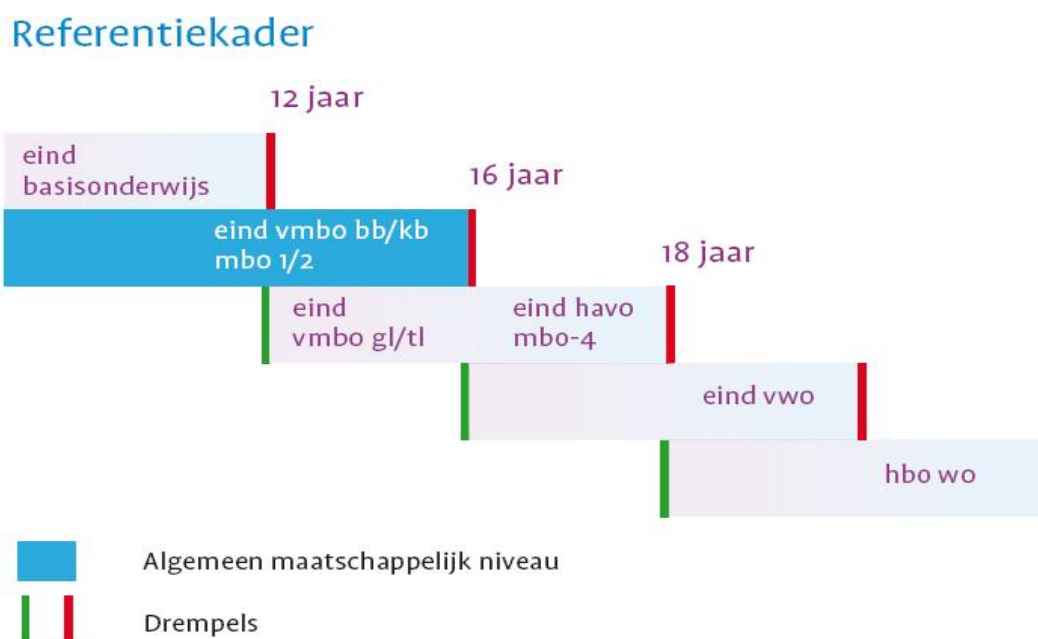 Referentiekader
12 jaar
eind
basisonderwijs
16 jaar
eind vmbo bb/kb
mbo 1/2
18 jaar
eind
vmbo gl/tl
eind havo
mbo-4
eind vwo
hbo wo
Algemeen maatschappelijk niveau
Drempels